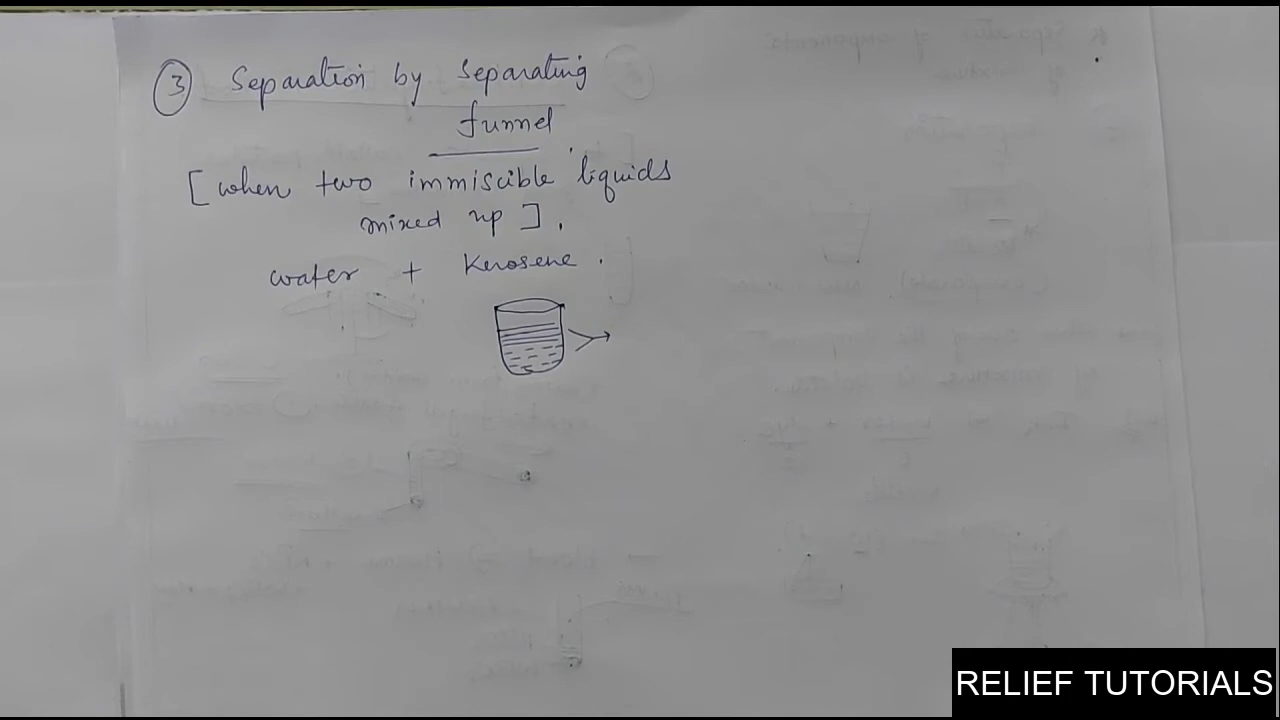 3 Separation by separating
funnel
[when two immiscible liquids
mixed up].
water + Kerosene.
RELIEF TUTORIALS